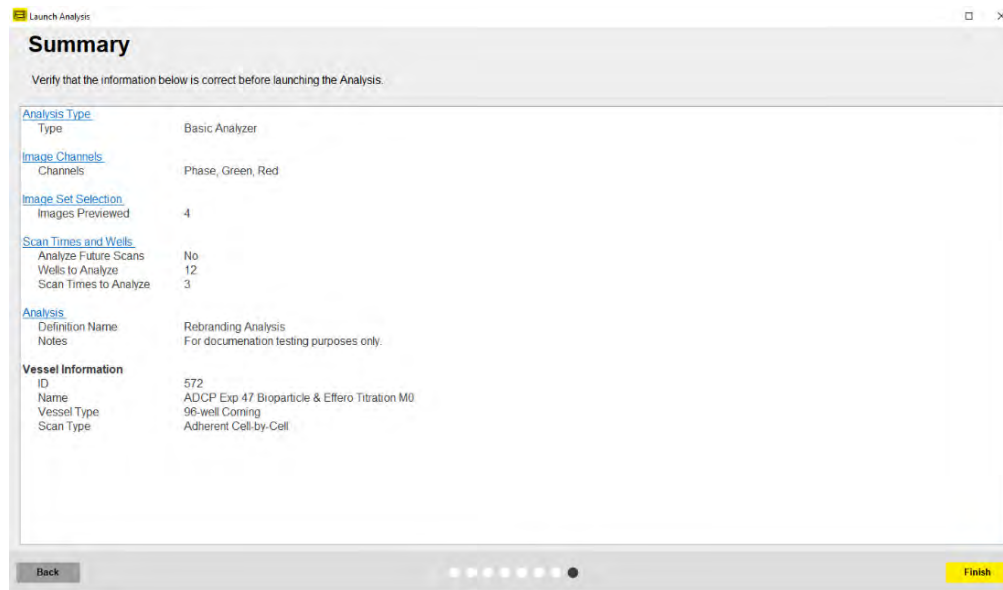 Launch Analysis
Summary
Verify that the information below is correct before launching the Analysis.
Analysis Type
Type Basic Analyzer
Image Channels
Channels Phase, Green, Red
Image Set Selection
Images Previewed 4
Scan Times and Wells
Analyze Future Scans No
Wells to Analyze 12
Scan Times to Analyze 3
Analysis
Definition Name Rebranding Analysis
Notes For documenation testing purposes only.
Vessel Information
ID 572
Name ADCP Exp 47 Bioparticle & Effero Titration M0
Vessel Type 96-well Corning
Scan Type Adherent Cell-by-Cell
Back Finish